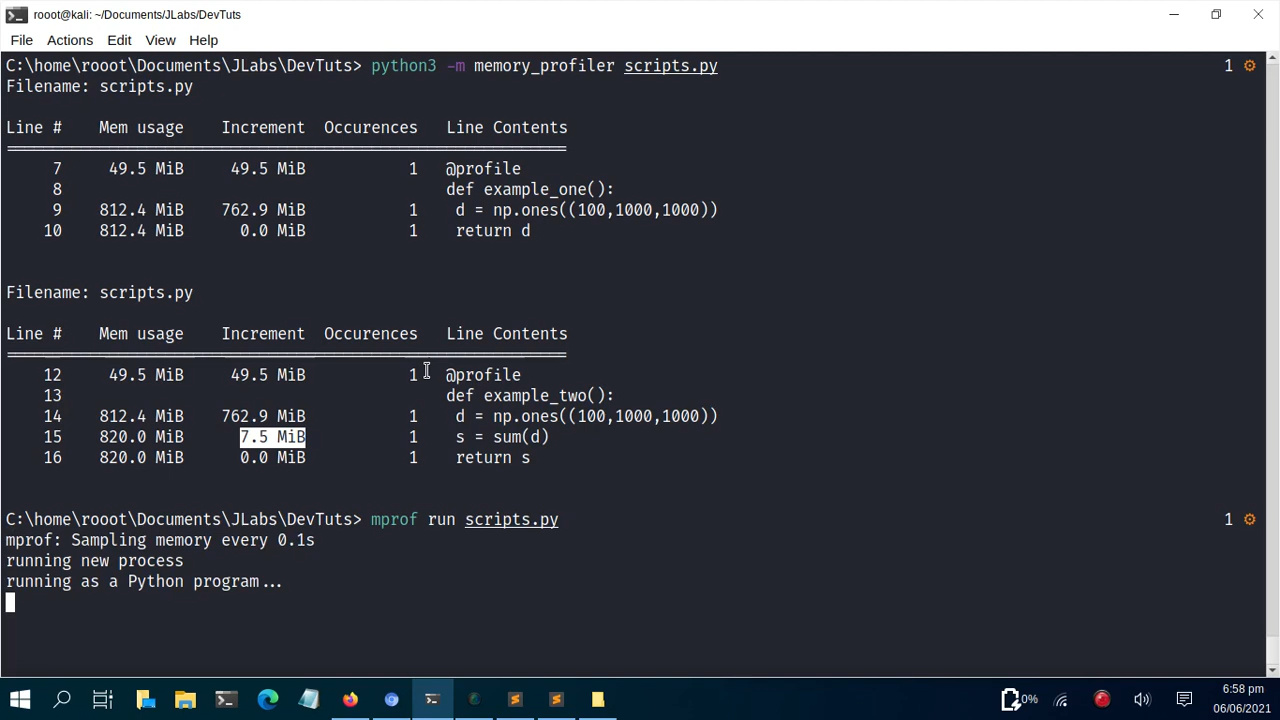 rooot@kali: ~/Documents/JLabs/DevTuts
File Actions Edit View Help
C:\home\rooot\Documents\JLabs\DevTuts> python3 -m memory_profiler scripts.py 1
Filename: scripts.py
Line # Mem usage Increment Occurences Line Contents
============================================================
7 49.5 MiB 49.5 MiB 1 @profile
8 def example_one():
9 812.4 MiB 762.9 MiB 1 d = np.ones((100,1000,1000))
10 812.4 MiB 0.0 MiB 1 return d
Filename: scripts.py
Line # Mem usage Increment Occurences Line Contents
============================================================
12 49.5 MiB 49.5 MiB 1 @profile
13 def example_two():
14 812.4 MiB 762.9 MiB 1 d = np.ones((100,1000,1000))
15 820.0 MiB 7.5 MiB 1 s = sum(d)
16 820.0 MiB 0.0 MiB 1 return s
C:\home\rooot\Documents\JLabs\DevTuts> mprof run scripts.py 1
mprof: Sampling memory every 0.1s
running new process
running as a Python program...
0% 6:58 pm
06/06/2021